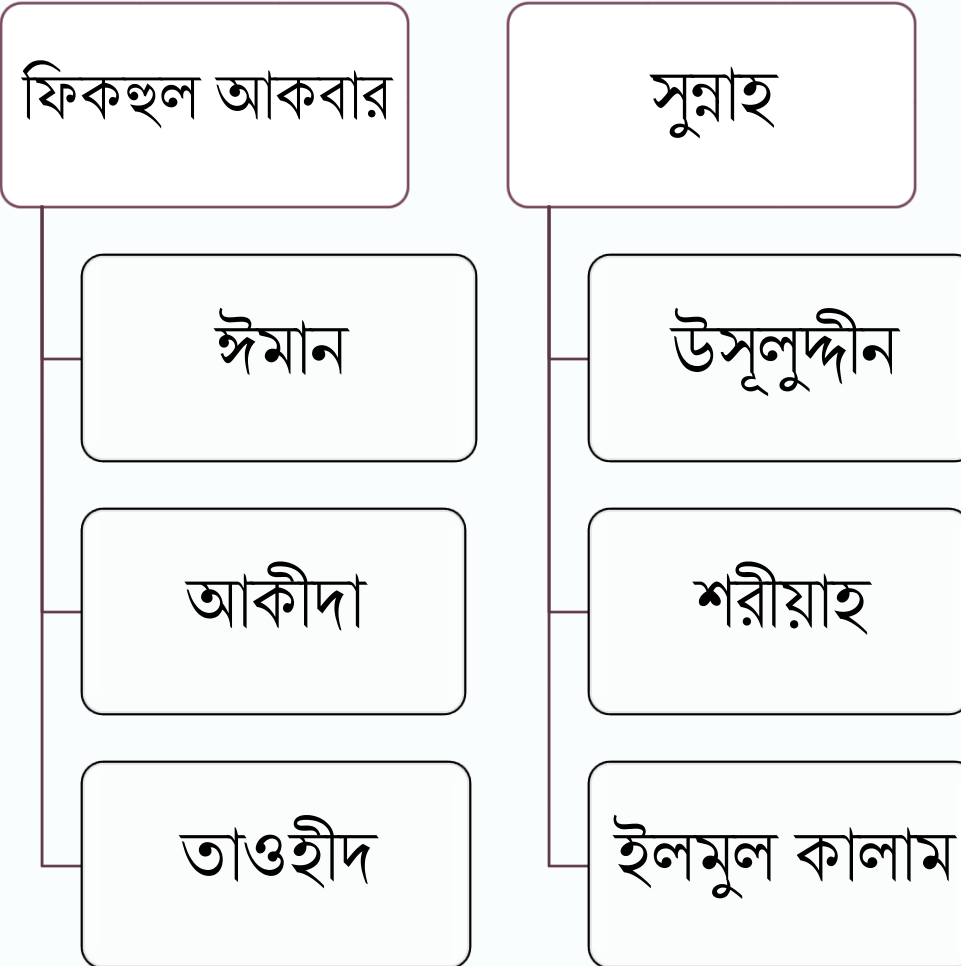 ফিকহুল আকবার
ঈমান
আকীদা
তাওহীদ
সুন্নাহ
উসূলুদ্দীন
শরীয়াহ
ইলমুল কালাম